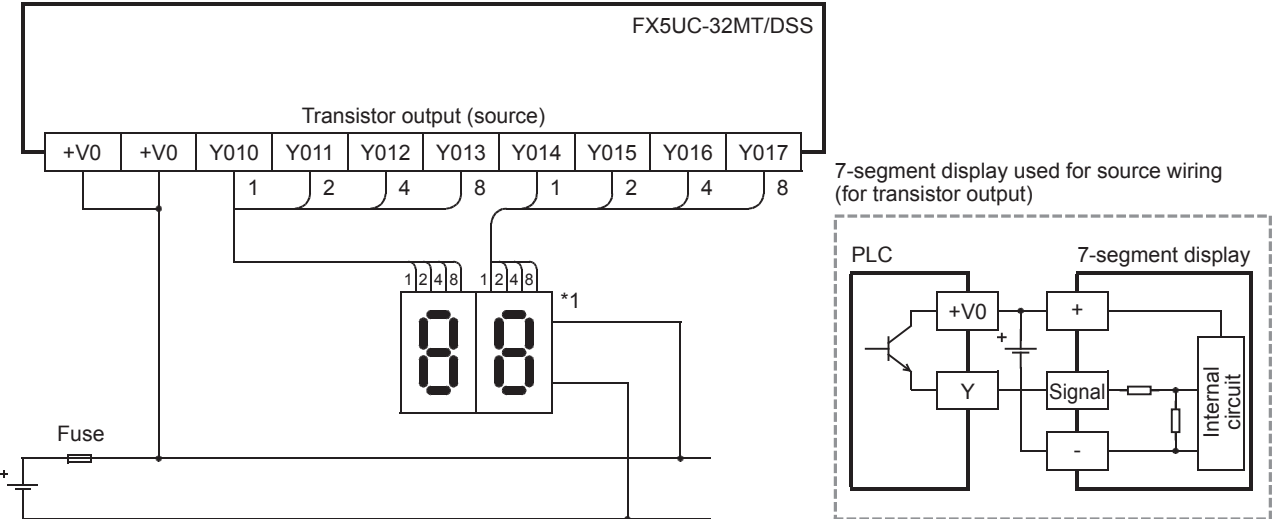 FX5UC-32MT/DSS
Transistor output (source)
+V0 +V0 Y010 Y011 Y012 Y013 Y014 Y015 Y016 Y017
1 2 4 8 1 2 4 8
1 2 4 8 1 2 4 8
*1
Fuse
+
7-segment display used for source wiring
(for transistor output)
PLC 7-segment display
+V0 +
+
Y Signal
-
Internal
circuit